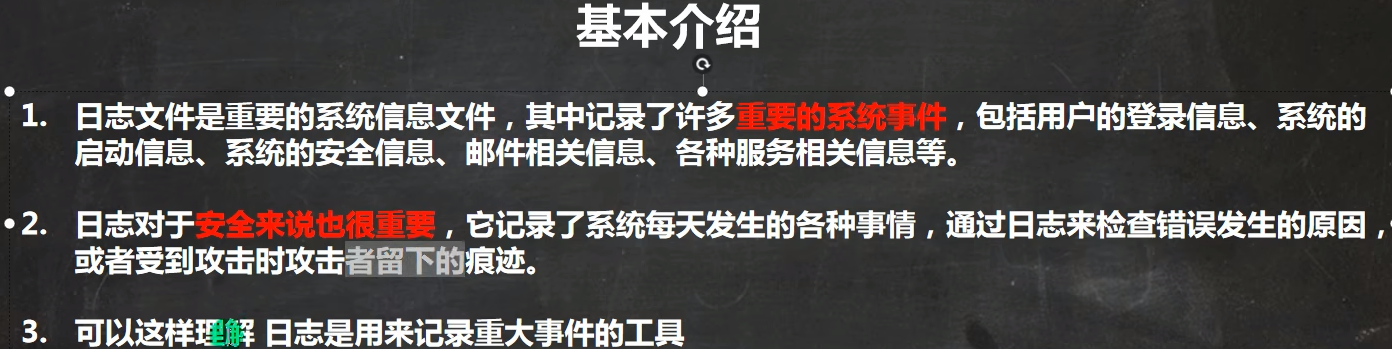 基本介绍
1. 日志文件是重要的系统信息文件，其中记录了许多重要的系统事件，包括用户的登录信息、系统的
启动信息、系统的安全信息、邮件相关信息、各种服务相关信息等。
2. 日志对于安全来说也很重要，它记录了系统每天发生的各种事情，通过日志来检查错误发生的原因，
或者受到攻击时攻击者留下的痕迹。
3. 可以这样理解 日志是用来记录重大事件的工具